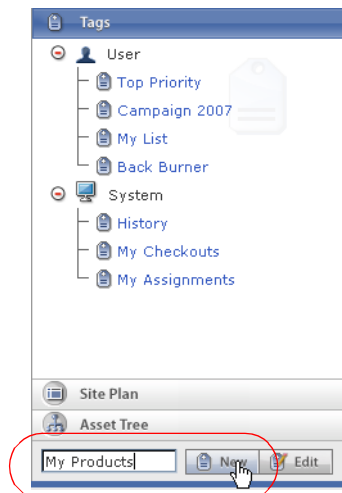 Tags
User
Top Priority
Campaign 2007
My List
Back Burner
System
History
My Checkouts
My Assignments
Site Plan
Asset Tree
My Products New Edit